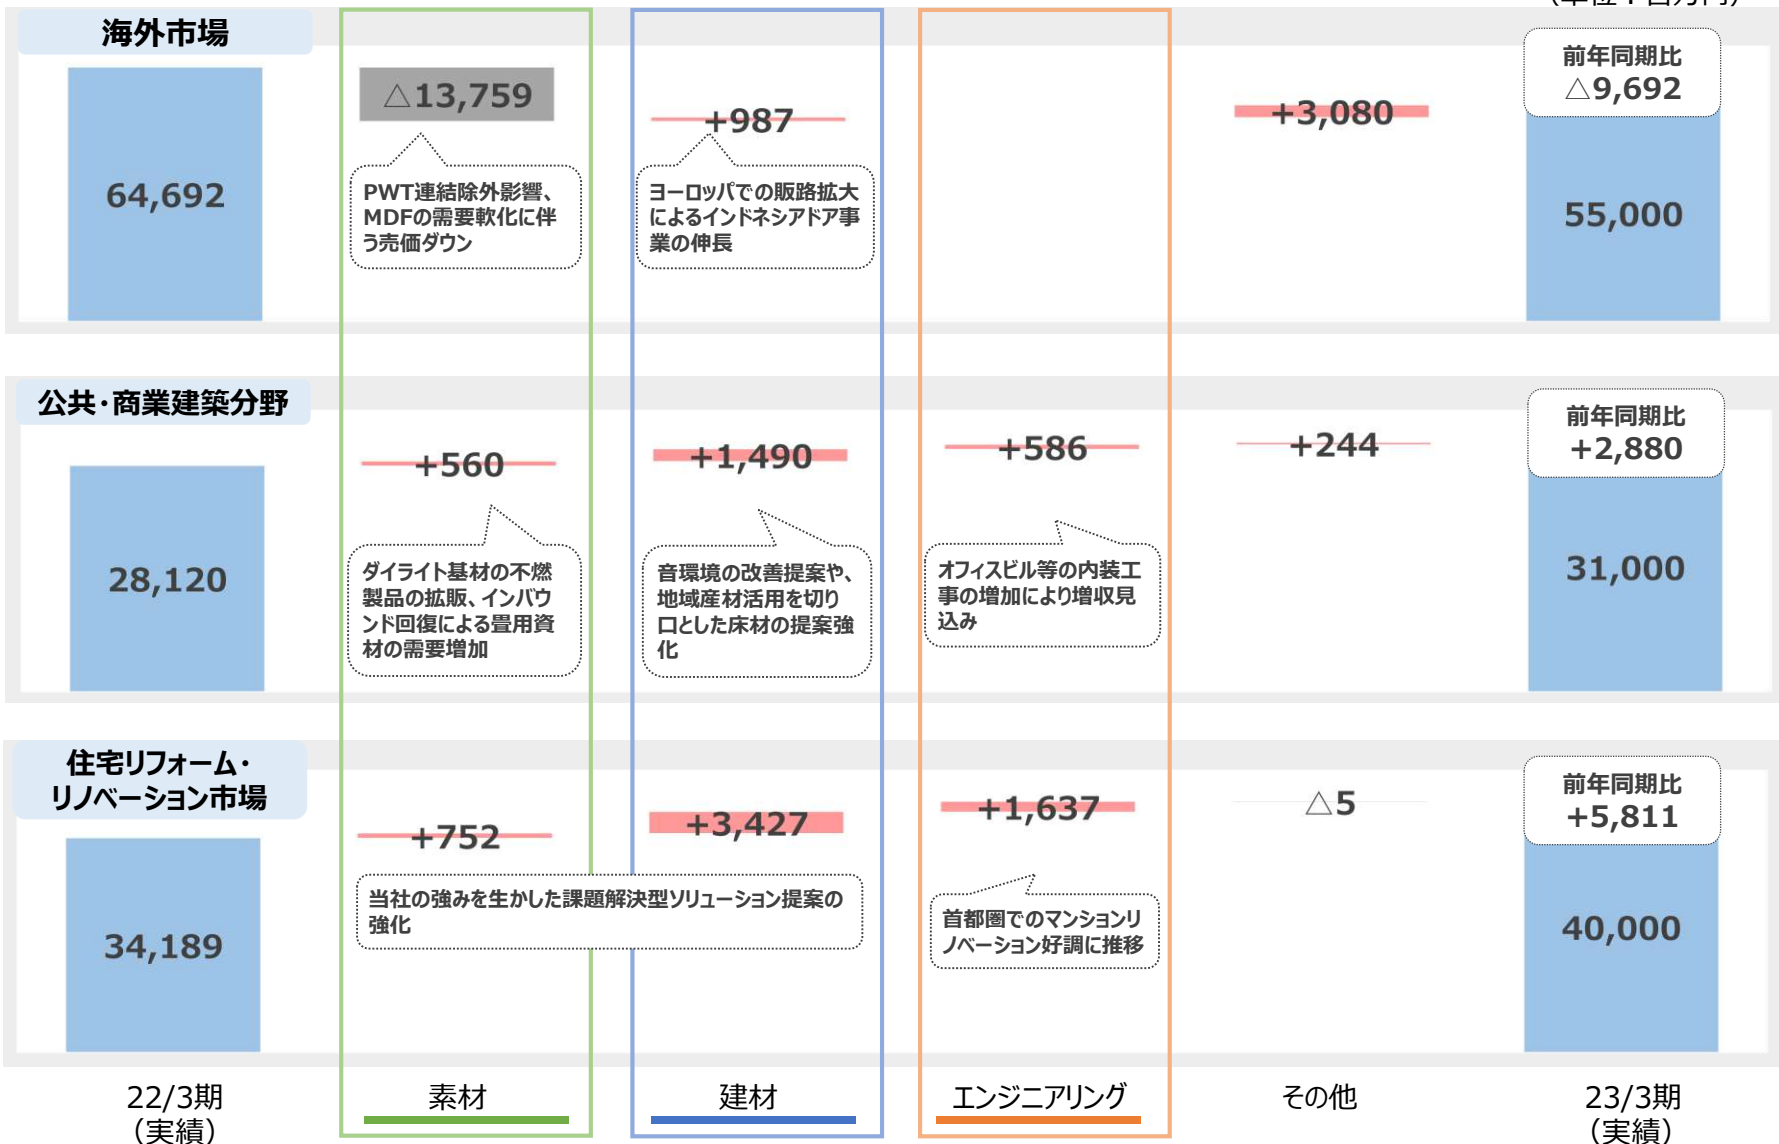 (単位:百万円)
海外市場
64,692
△13,759
PWT連結除外影響、
MDFの需要軟化に伴
う売価ダウン
+987
ヨーロッパでの販路拡大
によるインドネシアドア事
業の伸長
+3,080
前年同期比
△9,692
55,000
公共・商業建築分野
28,120
+560
ダイライト基材の不燃
製品の拡販、インバウ
ンド回復による畳用資
材の需要増加
+1,490
音環境の改善提案や、
地域産材活用を切り
口とした床材の提案強
化
+586
オフィスビル等の内装工
事の増加により増収見
込み
+244
前年同期比
+2,880
31,000
住宅リフォーム・
リノベーション市場
34,189
+752
+3,427
当社の強みを生かした課題解決型ソリューション提案の
強化
+1,637
首都圏でのマンションリ
ノベーション好調に推移
△5
前年同期比
+5,811
40,000
22/3期
(実績)
素材
建材
エンジニアリング
その他
23/3期
(実績)